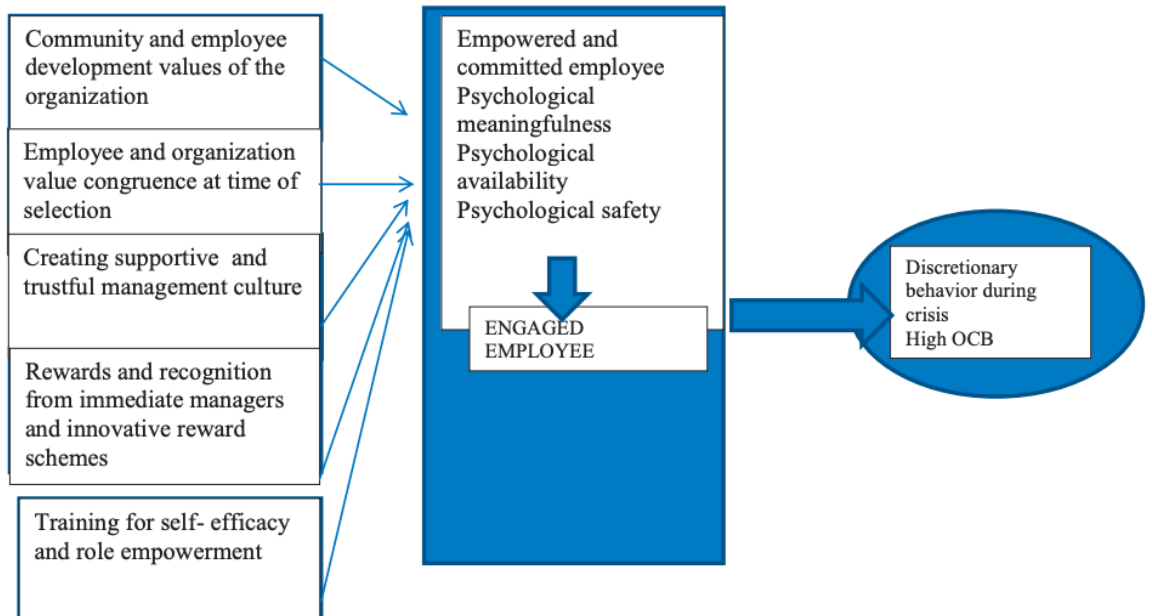 Community and employee
development values of the
organization
Employee and organization
value congruence at time of
selection
Creating supportive and
trustful management culture
Rewards and recognition
from immediate managers
and innovative reward
schemes
Training for self- efficacy
and role empowerment
Empowered and
committed employee
Psychological
meaningfulness
Psychological
availability
Psychological safety
ENGAGED
EMPLOYEE
Discretionary
behavior during
crisis
High OCB